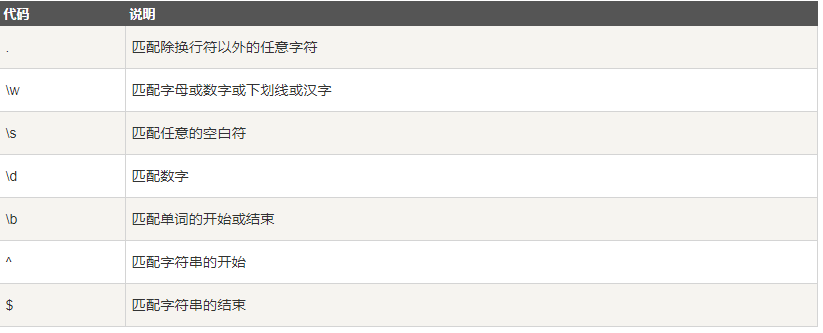 代码 说明
. 匹配除换行符以外的任意字符
\w 匹配字母或数字或下划线或汉字
\s 匹配任意的空白符
\d 匹配数字
\b 匹配单词的开始或结束
^ 匹配字符串的开始
$ 匹配字符串的结束